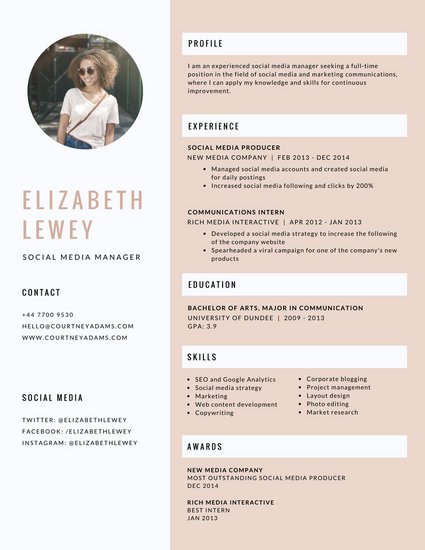 ELIZABETH
LEWEY
SOCIAL MEDIA MANAGER
CONTACT
+44 7700 9530
HELLO@COURTNEYADAMS.COM
WWW.COURTNEYADAMS.COM
SOCIAL MEDIA
TWITTER: @ELIZABETHLEWEY
FACEBOOK: /ELIZABETHLEWEY
INSTAGRAM: @ELIZABETHLEWEY
PROFILE
I am an experienced social media manager seeking a full-time
position in the field of social media and marketing communications,
where I can apply my knowledge and skills for continuous
improvement.
EXPERIENCE
SOCIAL MEDIA PRODUCER
NEW MEDIA COMPANY | FEB 2013 - DEC 2014
• Managed social media accounts and created social media
for daily postings
• Increased social media following and clicks by 200%
COMMUNICATIONS INTERN
RICH MEDIA INTERACTIVE | APR 2012 - JAN 2013
• Developed a social media strategy to increase the following
of the company website
• Spearheaded a viral campaign for one of the company's new
products
EDUCATION
BACHELOR OF ARTS, MAJOR IN COMMUNICATION
UNIVERSITY OF DUNDEE | 2009 - 2013
GPA: 3.9
SKILLS
• SEO and Google Analytics
• Social media strategy
• Marketing
• Web content development
• Copywriting
• Corporate blogging
• Project management
• Layout design
• Photo editing
• Market research
AWARDS
NEW MEDIA COMPANY
MOST OUTSTANDING SOCIAL MEDIA PRODUCER
DEC 2014
RICH MEDIA INTERACTIVE
BEST INTERN
JAN 2013